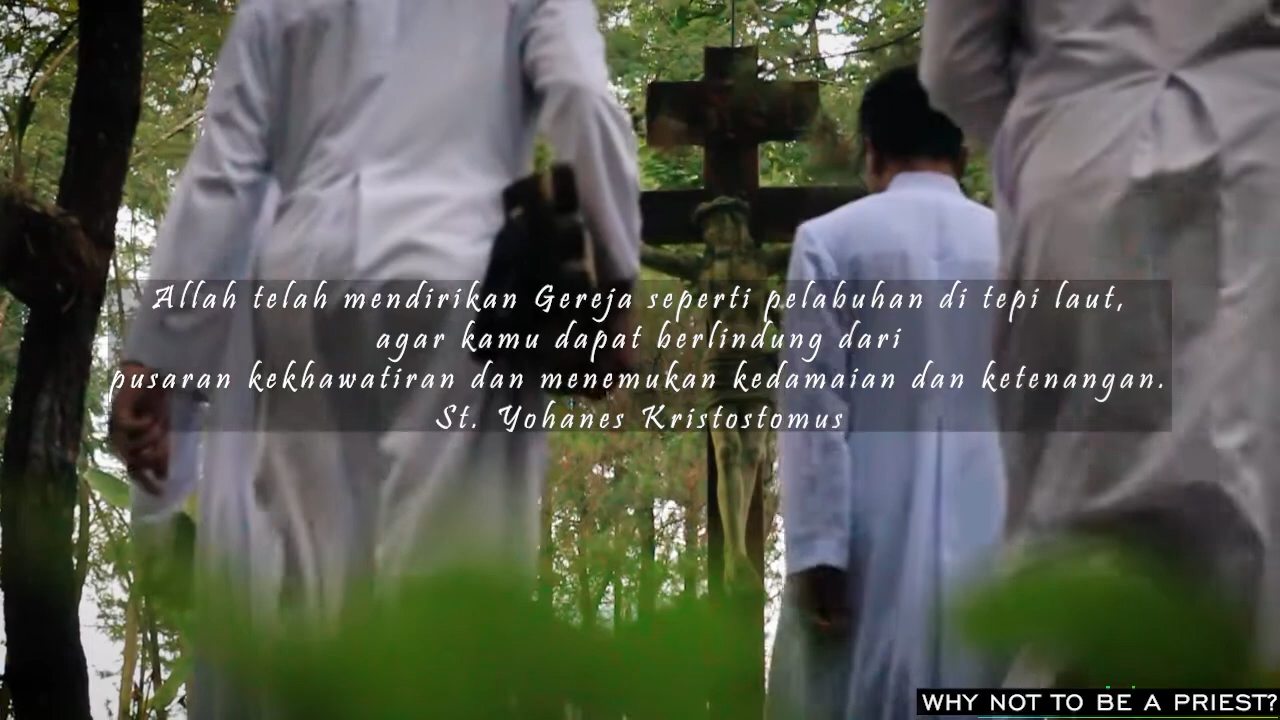 Allah telah mendirikan Gereja seperti pelabuhan di tepi laut,
agar kamu dapat berlindung dari
pusaran kekhawatiran dan menemukan kedamaian dan ketenangan.
St. Yohanes Kristostomus
WHY NOT TO BE A PRIEST?